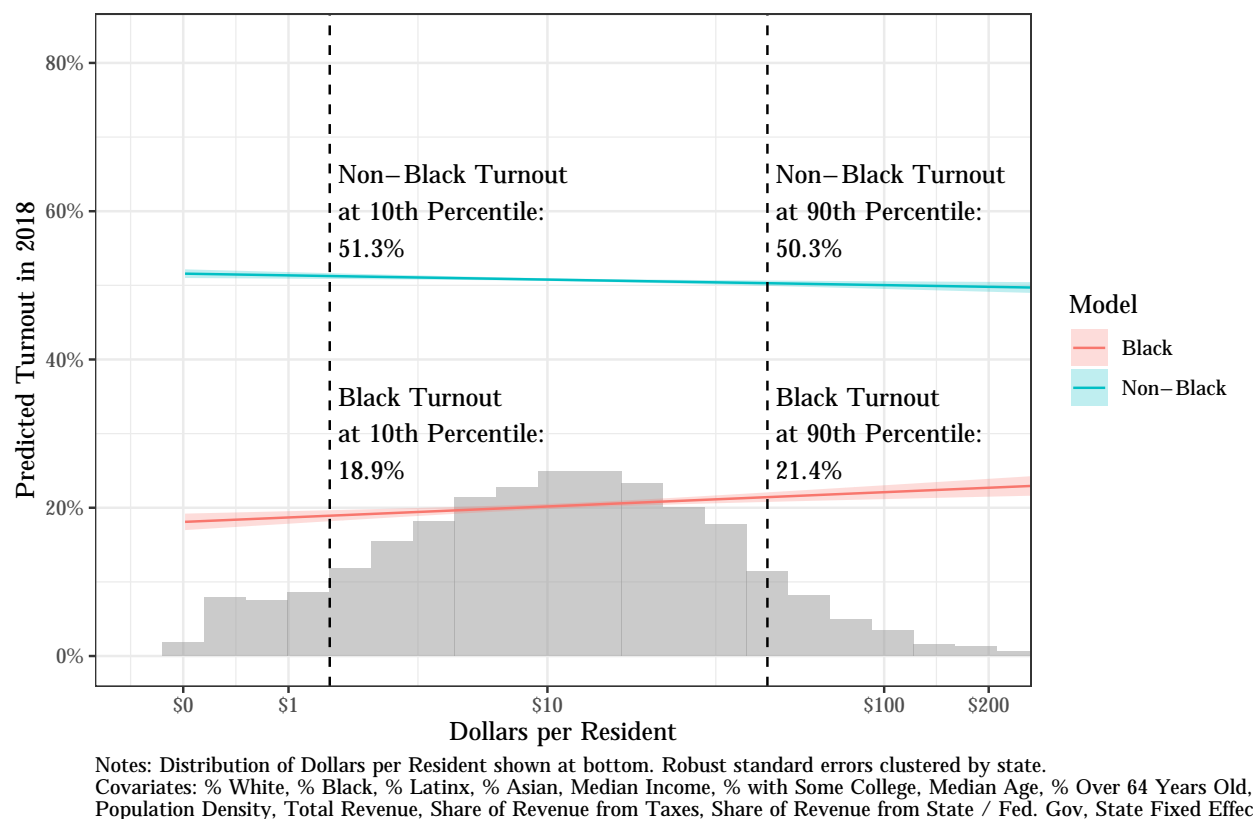 80%
60%
40%
20%
0%
Predicted Turnout in 2018
Non−Black Turnout
at 10th Percentile:
51.3%
Non−Black Turnout
at 90th Percentile:
50.3%
Black Turnout
at 10th Percentile:
18.9%
Black Turnout
at 90th Percentile:
21.4%
$0 $1 $10 $100 $200
Dollars per Resident
Model
Black
Non−Black
Notes: Distribution of Dollars per Resident shown at bottom. Robust standard errors clustered by state.
Covariates: % White, % Black, % Latinx, % Asian, Median Income, % with Some College, Median Age, % Over 64 Years Old,
Population Density, Total Revenue, Share of Revenue from Taxes, Share of Revenue from State / Fed. Gov, State Fixed Effec